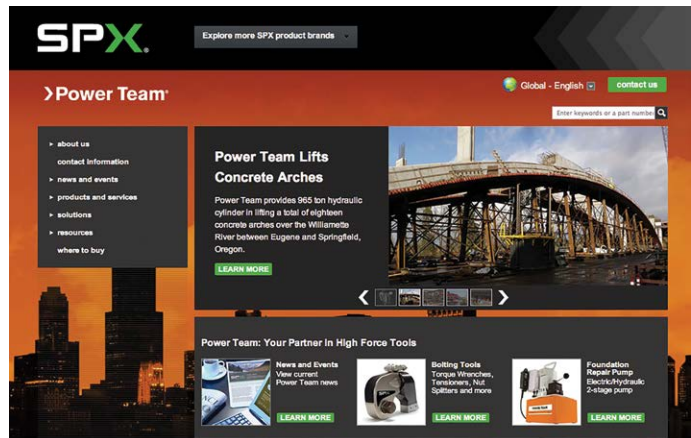 SPX.
Explore more SPX product brands
Global - English
contact us
Power Team®
Enter keywords or a part number
about us
contact information
news and events
products and services
solutions
resources
where to buy
Power Team Lifts
Concrete Arches
Power Team provides 965 ton hydraulic
cylinder in lifting a total of eighteen
concrete arches over the Willamette
River between Eugene and Springfield,
Oregon.
LEARN MORE
Power Team: Your Partner in High Force Tools
News and Events
View current
Power Team news
LEARN MORE
Bolting Tools
Torque Wrenches,
Tensioners, Nut
Splitters and more
LEARN MORE
Foundation
Repair Pump
Electric/Hydraulic
2-stage pump
LEARN MORE